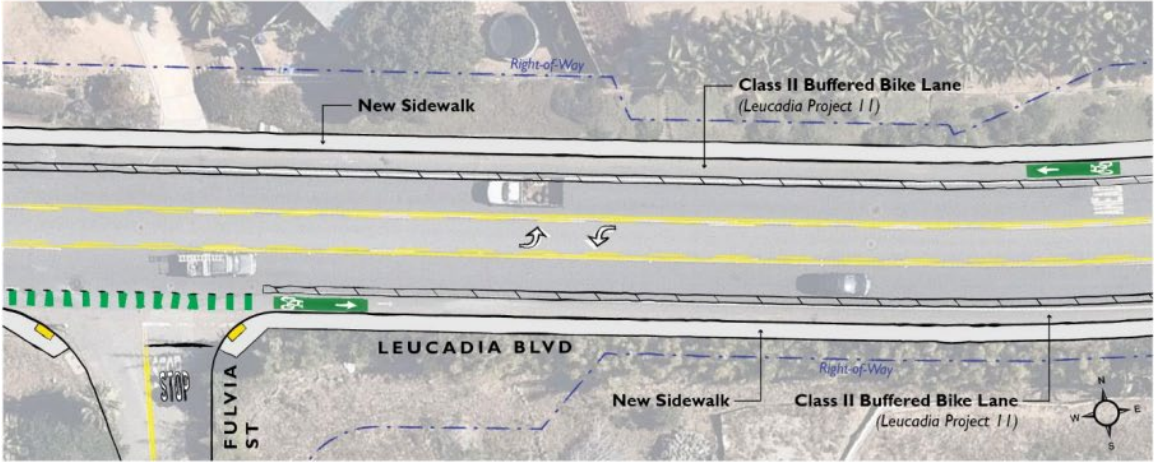 Right-of-Way
Class II Buffered Bike Lane
(Leucadia Project 11)
New Sidewalk
LEUCADIA BLVD
STOP
FULVIA
ST
Right-of-Way
New Sidewalk
Class II Buffered Bike Lane
(Leucadia Project 11)
N
W
E
S